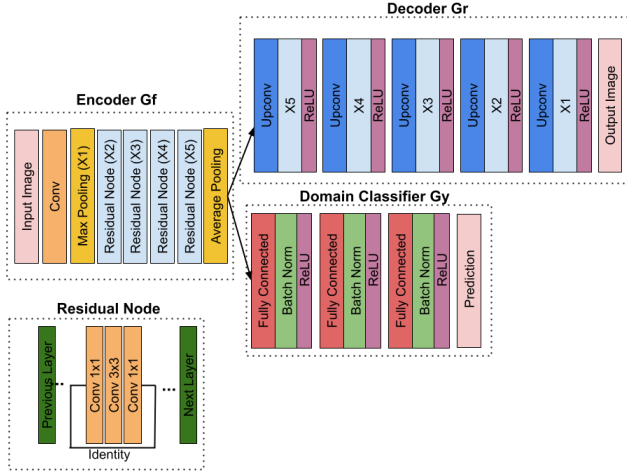 Decoder Gr
Upconv
X5
ReLU
Upconv
X4
ReLU
Upconv
X3
ReLU
Upconv
X2
ReLU
Upconv
X1
ReLU
Output Image
Encoder Gf
Input Image
Conv
Max Pooling (X1)
Residual Node (X2)
Residual Node (X3)
Residual Node (X4)
Residual Node (X5)
Average Pooling
Domain Classifier Gy
Fully Connected
Batch Norm
ReLU
Fully Connected
Batch Norm
ReLU
Fully Connected
Batch Norm
ReLU
Prediction
Residual Node
Previous Layer
Conv 1x1
Conv 3x3
Conv 1x1
Next Layer
Identity